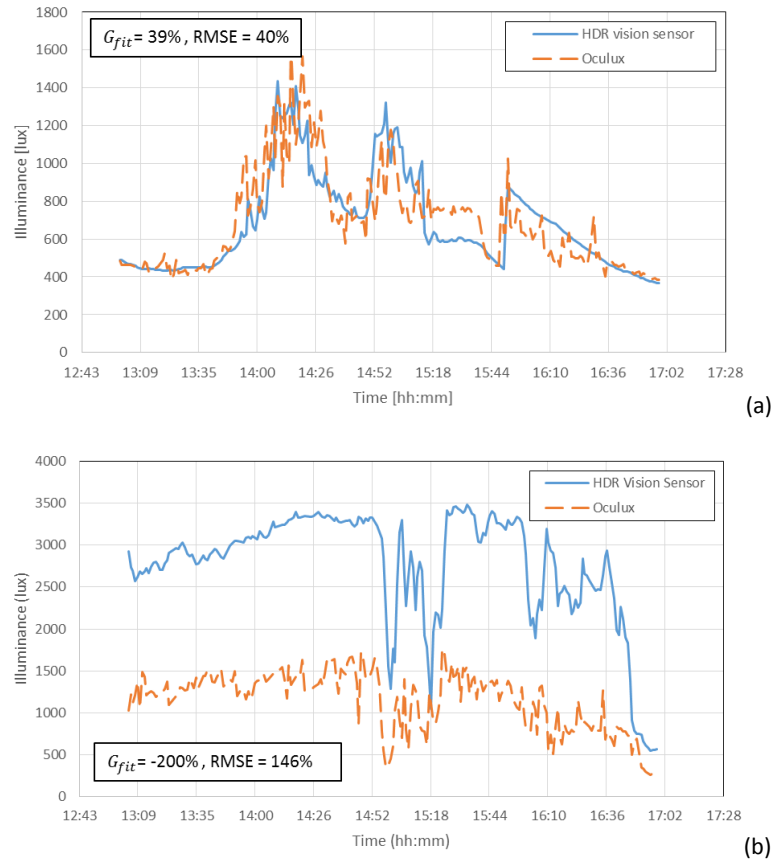 1800
1600
1400
1200
1000
800
600
400
200
0
Illuminance [lux]
𝐺𝑓𝑖𝑡= 39% , RMSE = 40%
HDR vision sensor
Oculux
12:43 13:09 13:35 14:00 14:26 14:52 15:18 15:44 16:10 16:36 17:02 17:28
Time [hh:mm]
(a)
4000
3500
3000
2500
2000
1500
1000
500
0
Illuminance (lux)
HDR Vision Sensor
Oculux
𝐺𝑓𝑖𝑡= -200% , RMSE = 146%
12:43 13:09 13:35 14:00 14:26 14:52 15:18 15:44 16:10 16:36 17:02 17:28
Time (hh:mm)
(b)